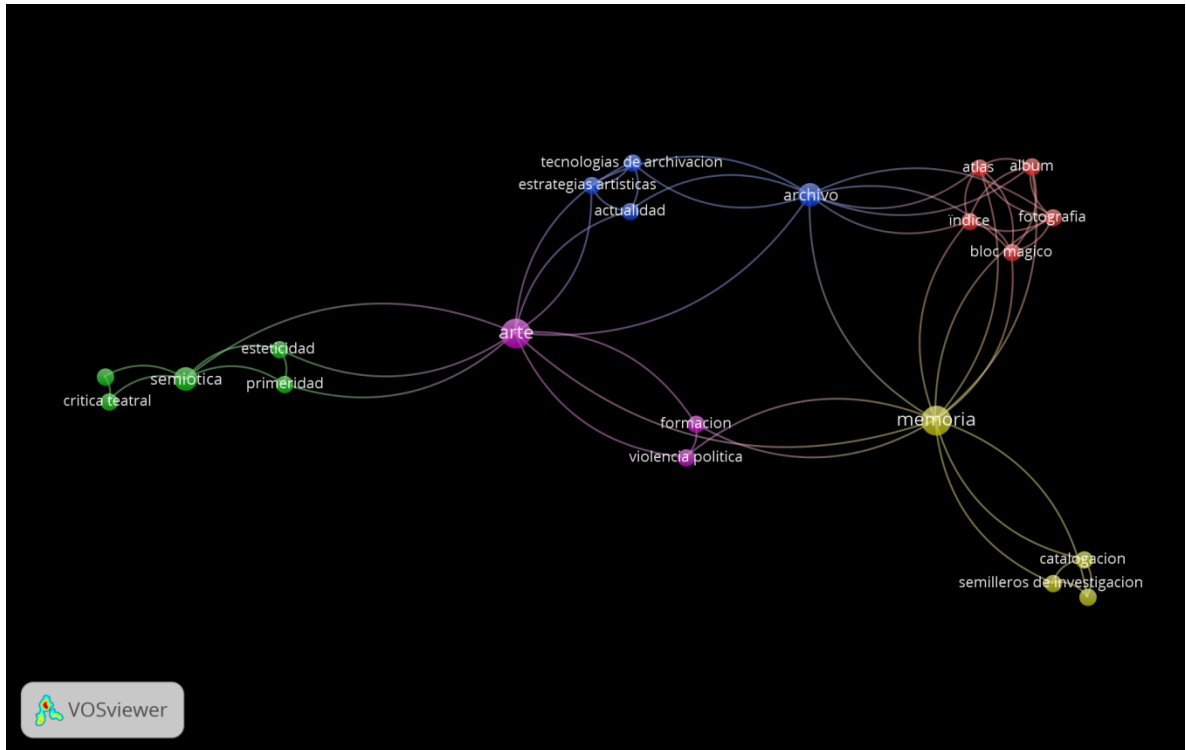 tecnologias de archivacion
estrategias artisticas
actualidad
archivo
atlas
album
ïndice
fotografia
bloc magico
arte
esteticidad
semiotica
primeridad
critica teatral
formacion
violencia politica
memoria
catalogacion
semilleros de investigacion
VOSviewer